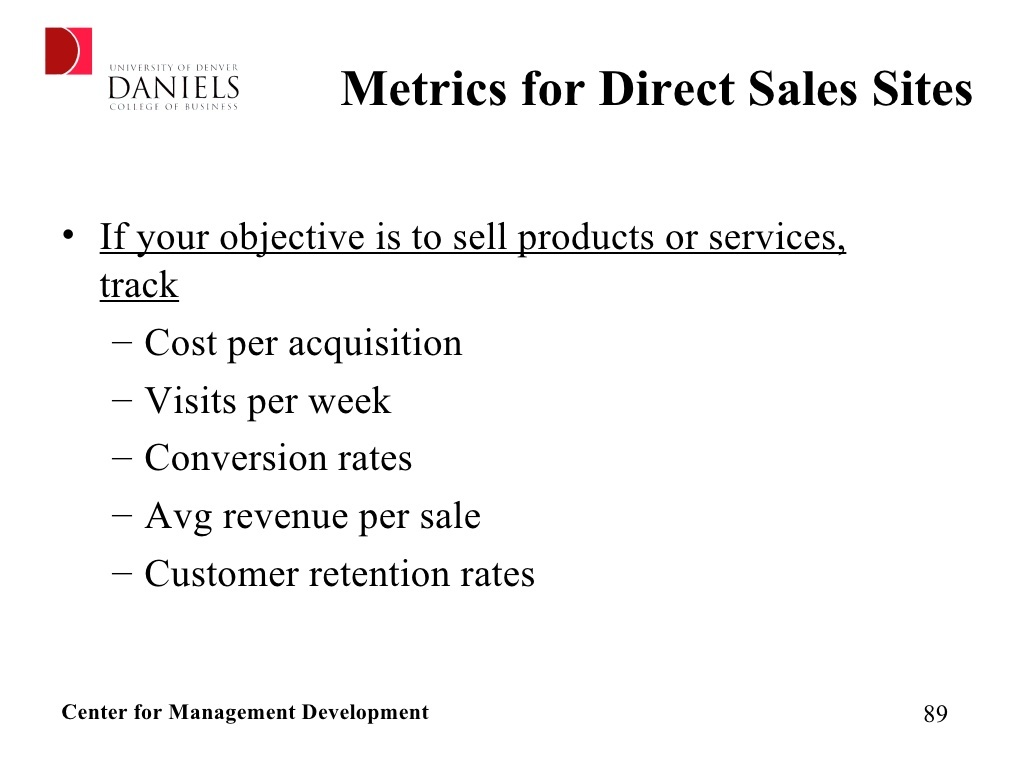 UNIVERSITY OF DENVER
DANIELS
COLLEGE OF BUSINESS
Metrics for Direct Sales Sites
• If your objective is to sell products or services,
track
– Cost per acquisition
– Visits per week
– Conversion rates
– Avg revenue per sale
– Customer retention rates
Center for Management Development
89